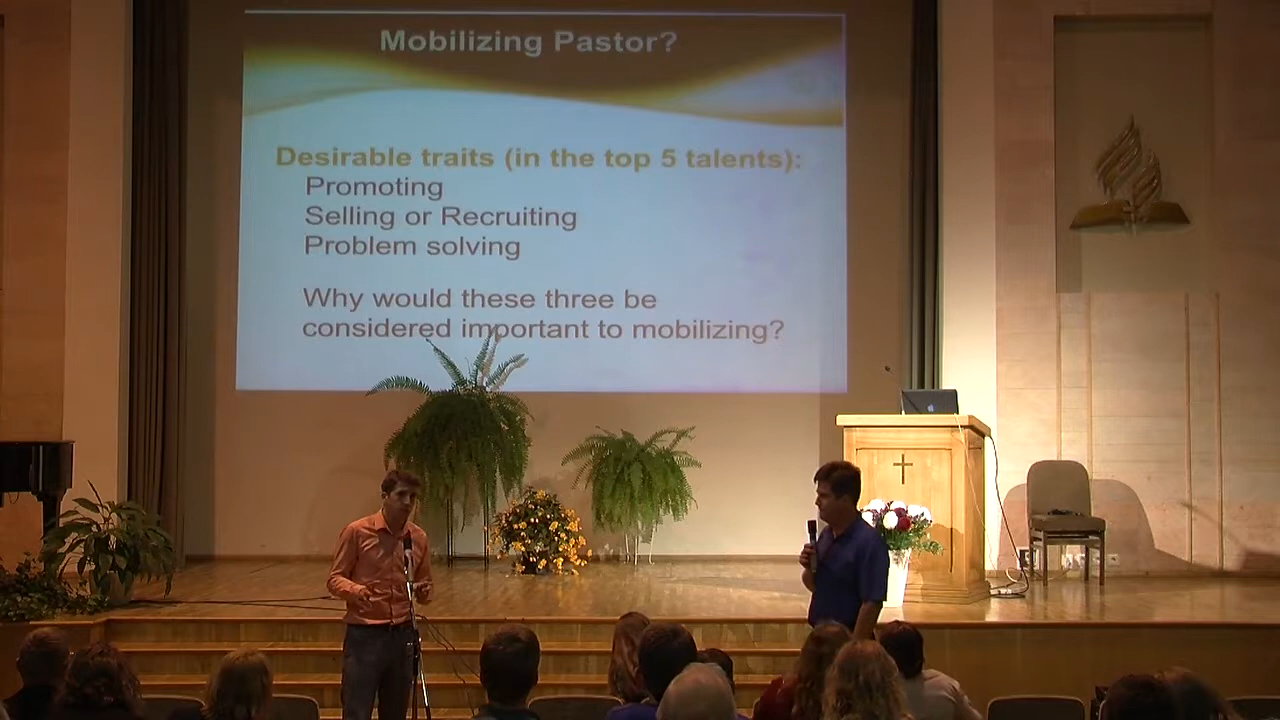 Mobilizing Pastor?
Desirable traits (in the top 5 talents):
Promoting
Selling or Recruiting
Problem solving
Why would these three be
considered important to mobilizing?